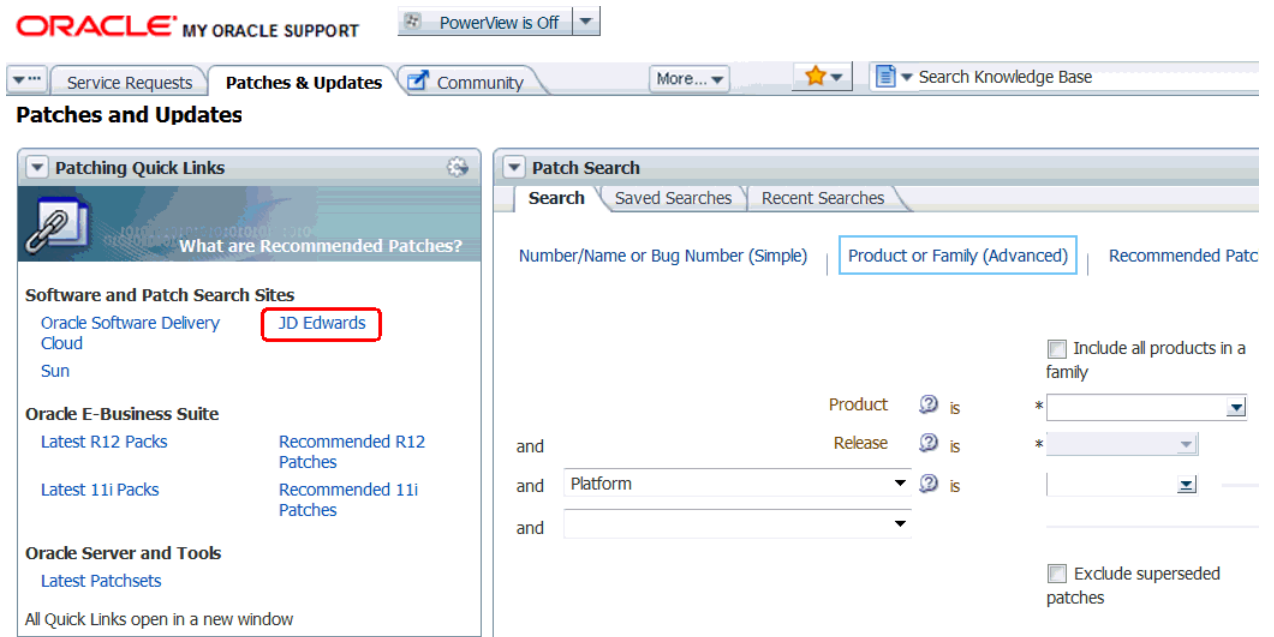 ORACLE MY ORACLE SUPPORT
PowerView is Off
Service Requests
Patches & Updates
Community
More...
Search Knowledge Base
Patches and Updates
Patching Quick Links
What are Recommended Patches?
Software and Patch Search Sites
Oracle Software Delivery
Cloud
JD Edwards
Sun
Oracle E-Business Suite
Latest R12 Packs
Recommended R12
Patches
Latest 11i Packs
Recommended 11i
Patches
Oracle Server and Tools
Latest Patchsets
All Quick Links open in a new window
Patch Search
Search
Saved Searches
Recent Searches
Number/Name or Bug Number (Simple)
Product or Family (Advanced)
Recommended Patc
Include all products in a
family
Product is *
and Release is *
and Platform is
and
Exclude superseded
patches